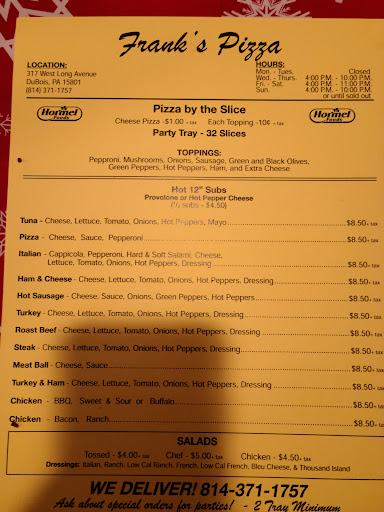 Frank's Pizza
LOCATION:
317 West Long Avenue
DuBois, PA 15801
(814) 371-1757
HOURS:
Mon. - Tues. Closed
Wed. - Thurs. 4:00 P.M. - 10:00 P.M.
Fri. - Sat. 4:00 P.M. - 11:00 P.M.
Sun. 4:00 P.M. - 10:00 P.M.
or until sold out
Hormel
Foods
Pizza by the Slice
Cheese Pizza -$1.00 + tax Each Topping -10¢ + tax
Party Tray - 32 Slices
Hormel
Foods
TOPPINGS:
Pepproni, Mushrooms, Onions, Sausage, Green and Black Olives,
Green Peppers, Hot Peppers, Ham, and Extra Cheese
Hot 12" Subs
Provolone or Hot Pepper Cheese
(½ subs - $4.50)
Tuna - Cheese, Lettuce, Tomato, Onions, Hot Peppers, Mayo $8.50+ tax
Pizza - Cheese, Sauce, Pepperoni $8.50+ tax
Italian - Cappicola, Pepperoni, Hard & Soft Salami, Cheese,
Lettuce, Tomato, Onions, Hot Peppers, Dressing $8.50+ tax
Ham & Cheese - Cheese, Lettuce, Tomato, Onions, Hot Peppers, Dressing $8.50+ tax
Hot Sausage - Cheese, Sauce, Onions, Green Peppers, Hot Peppers $8.50+ tax
Turkey - Cheese, Lettuce, Tomato, Onions, Hot Peppers, Dressing $8.50+ tax
Roast Beef - Cheese, Lettuce, Tomato, Onions, Hot Peppers, Dressing $8.50+ tax
Steak - Cheese, Lettuce, Tomato, Onion, Hot Peppers, Dressing $8.50+ tax
Meat Ball - Cheese, Sauce $8.50+ tax
Turkey & Ham - Cheese, Lettuce, Tomato, Onions, Hot Peppers, Dressing $8.50+ tax
Chicken - BBQ, Sweet & Sour or Buffalo $8.50+ tax
Chicken - Bacon, Ranch $8.50+ tax
SALADS
Tossed - $4.00+ tax Chef - $5.00+ tax Chicken - $4.50+ tax
Dressings: Italian, Ranch, Low Cal Ranch, French, Low Cal French, Bleu Cheese, & Thousand Island
WE DELIVER! 814-371-1757
Ask about special orders for parties! - 2 Tray Minimum